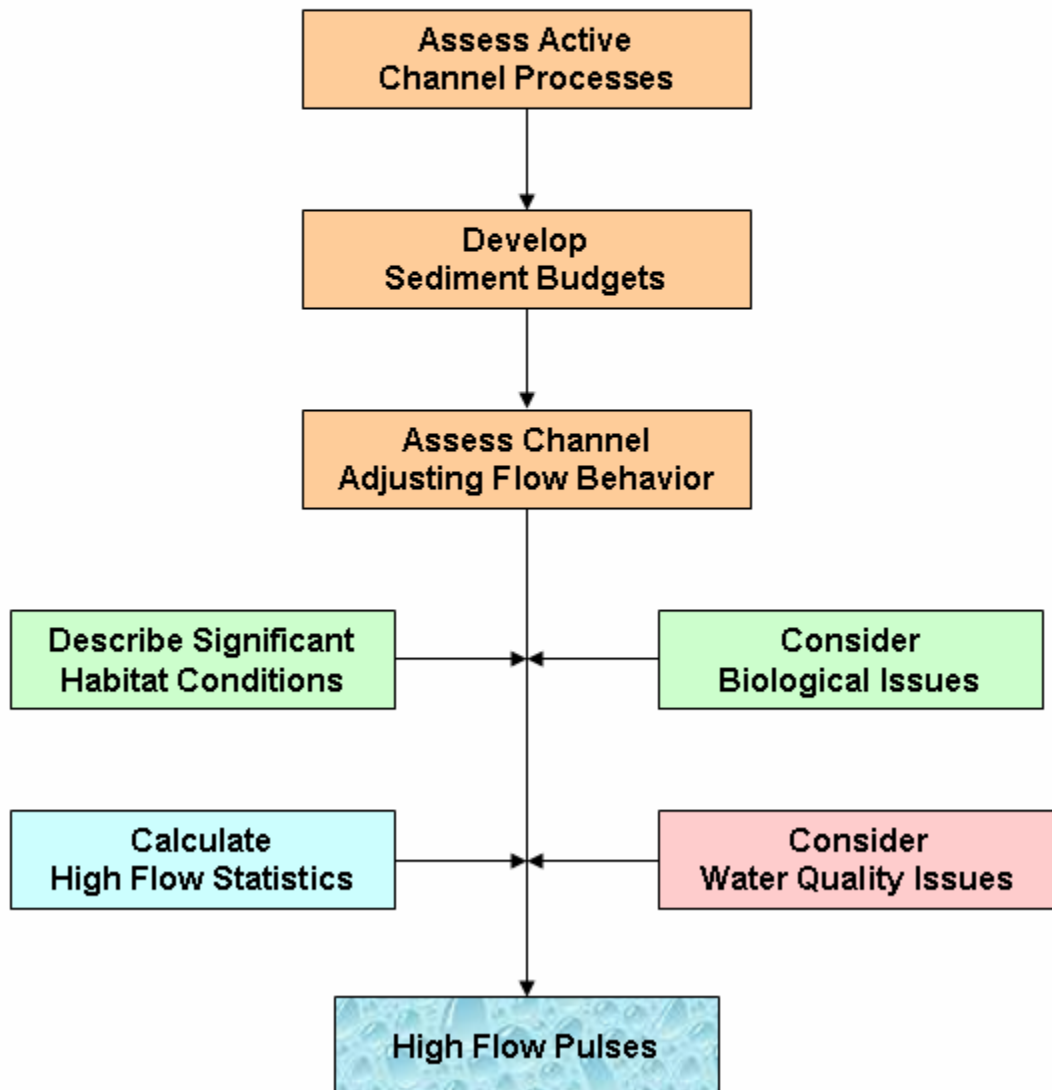 Assess Active
Channel Processes
Develop
Sediment Budgets
Assess Channel
Adjusting Flow Behavior
Describe Significant
Habitat Conditions
Consider
Biological Issues
Calculate
High Flow Statistics
Consider
Water Quality Issues
High Flow Pulses